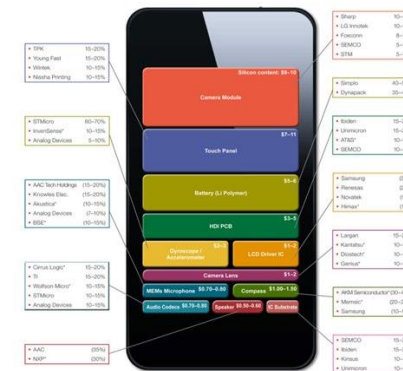 • TPK 15–20%
• Young Fast 15–20%
• Wintek 10–15%
• Nissha Printing 10–15%
• STMicro 60–70%
• InvenSense* 10–15%
• Analog Devices 5–10%
• AAC Tech Holdings (15–20%)
• Knowles Elec. (15–20%)
• Akustica* (10–15%)
• Analog Devices (7–10%)
• BSE* (10–15%)
• Cirrus Logic* 15–20%
• TI 15–20%
• Wolfson Micro* 10–15%
• STMicro 10–15%
• Analog Devices 10–15%
• AAC (35%)
• NXP* (30%)
Silicon content: $9–10
Camera Module
$7–11
Touch Panel
$5–6
Battery (Li Polymer)
$3–5
HDI PCB
Gyroscope / Accelerometer
$1–2
LCD Driver IC
$1–2
Camera Lens
MEMs Microphone $0.70–0.80
Compass $1.00–1.50
Audio Codecs $0.70–0.80
Speaker $0.50–0.60
IC Substrate
• Sharp
• LG Innotek
• Foxconn
• SEMCO
• STM
• Simplo
• Dynapack
• Ibiden
• Unimicron
• AT&S*
• SEMCO
• Samsung
• Renesas
• Novatek
• Himax*
• Largan
• Kantatsu*
• Diostech*
• Genius*
• AKM Semiconductor*
• Memsic*
• Samsung
• SEMCO
• Ibiden
• Kinsus
• Unimicron